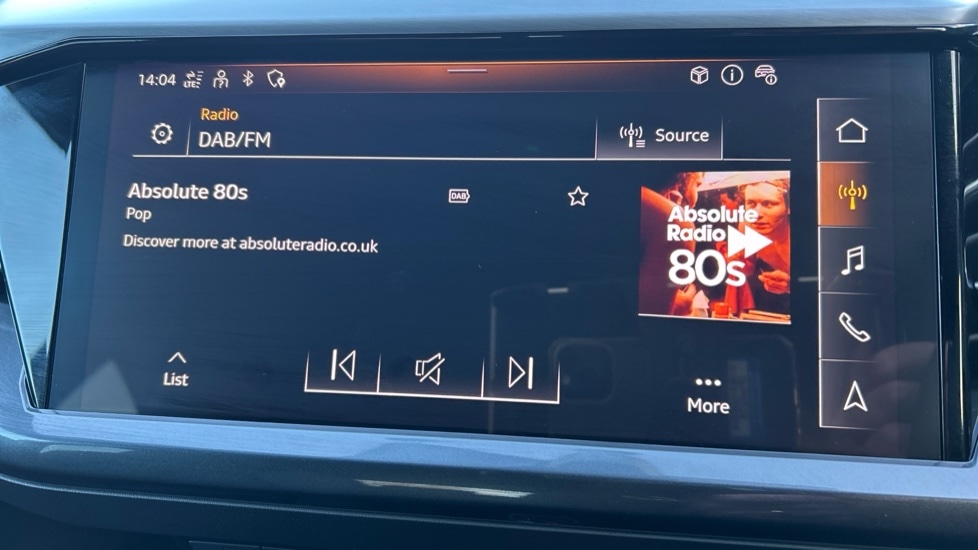 14:04 LTE
Radio
DAB/FM
Source
Absolute 80s
DAB
Pop
Discover more at absoluteradio.co.uk
Absolute
Radio
80s
List
More